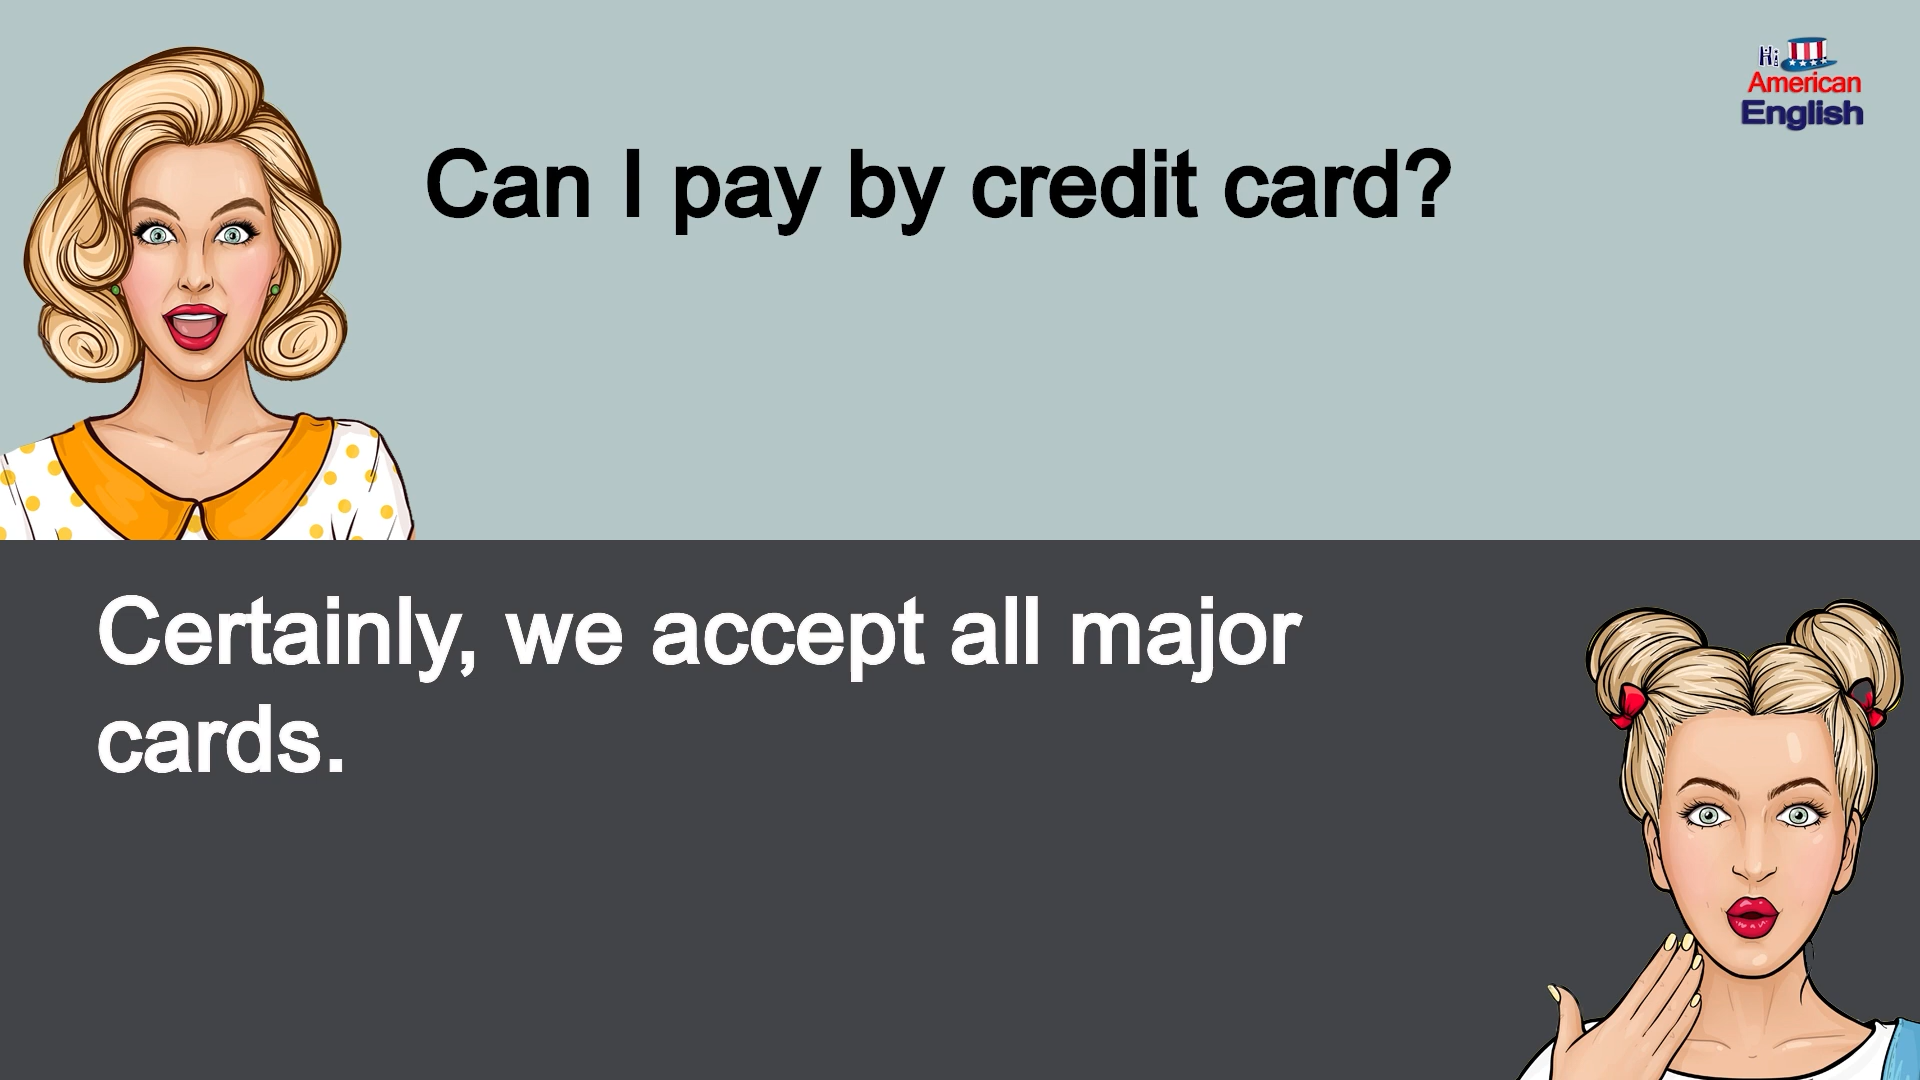 Hi
American
English
Can I pay by credit card?
Certainly, we accept all major
cards.